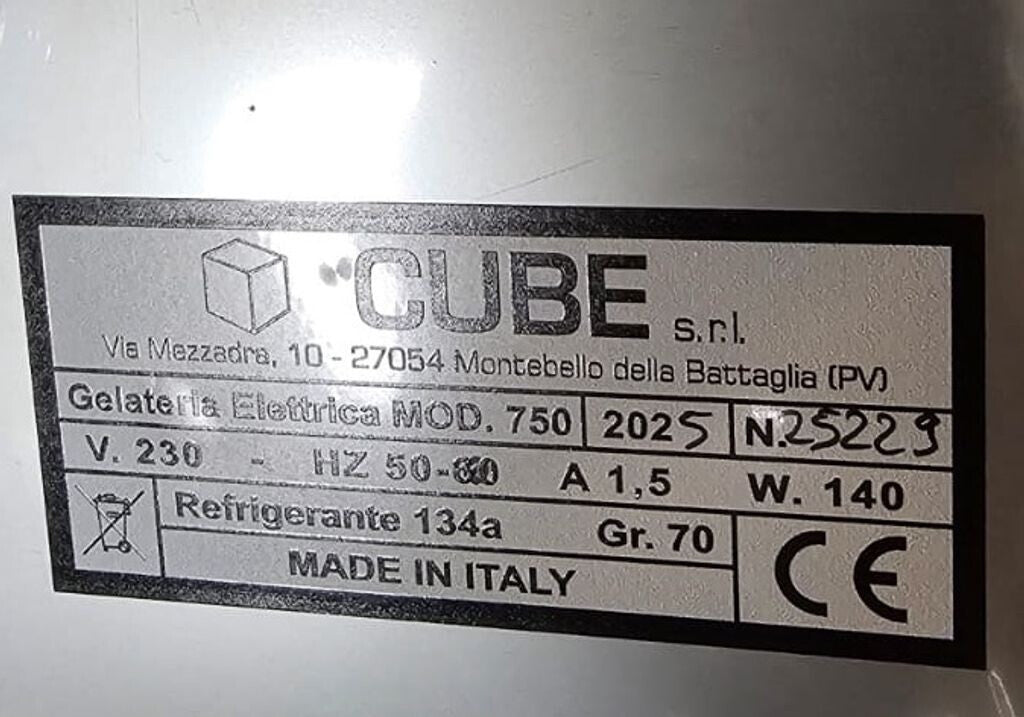 CUBE s.r.l.
Via Mezzadra, 10 - 27054 Montebello della Battaglia (PV)
Gelateria Elettrica MOD. 750 2025 N.25229
V. 230 - HZ 50-60 A 1,5 W. 140
Refrigerante 134a Gr. 70
MADE IN ITALY
CE